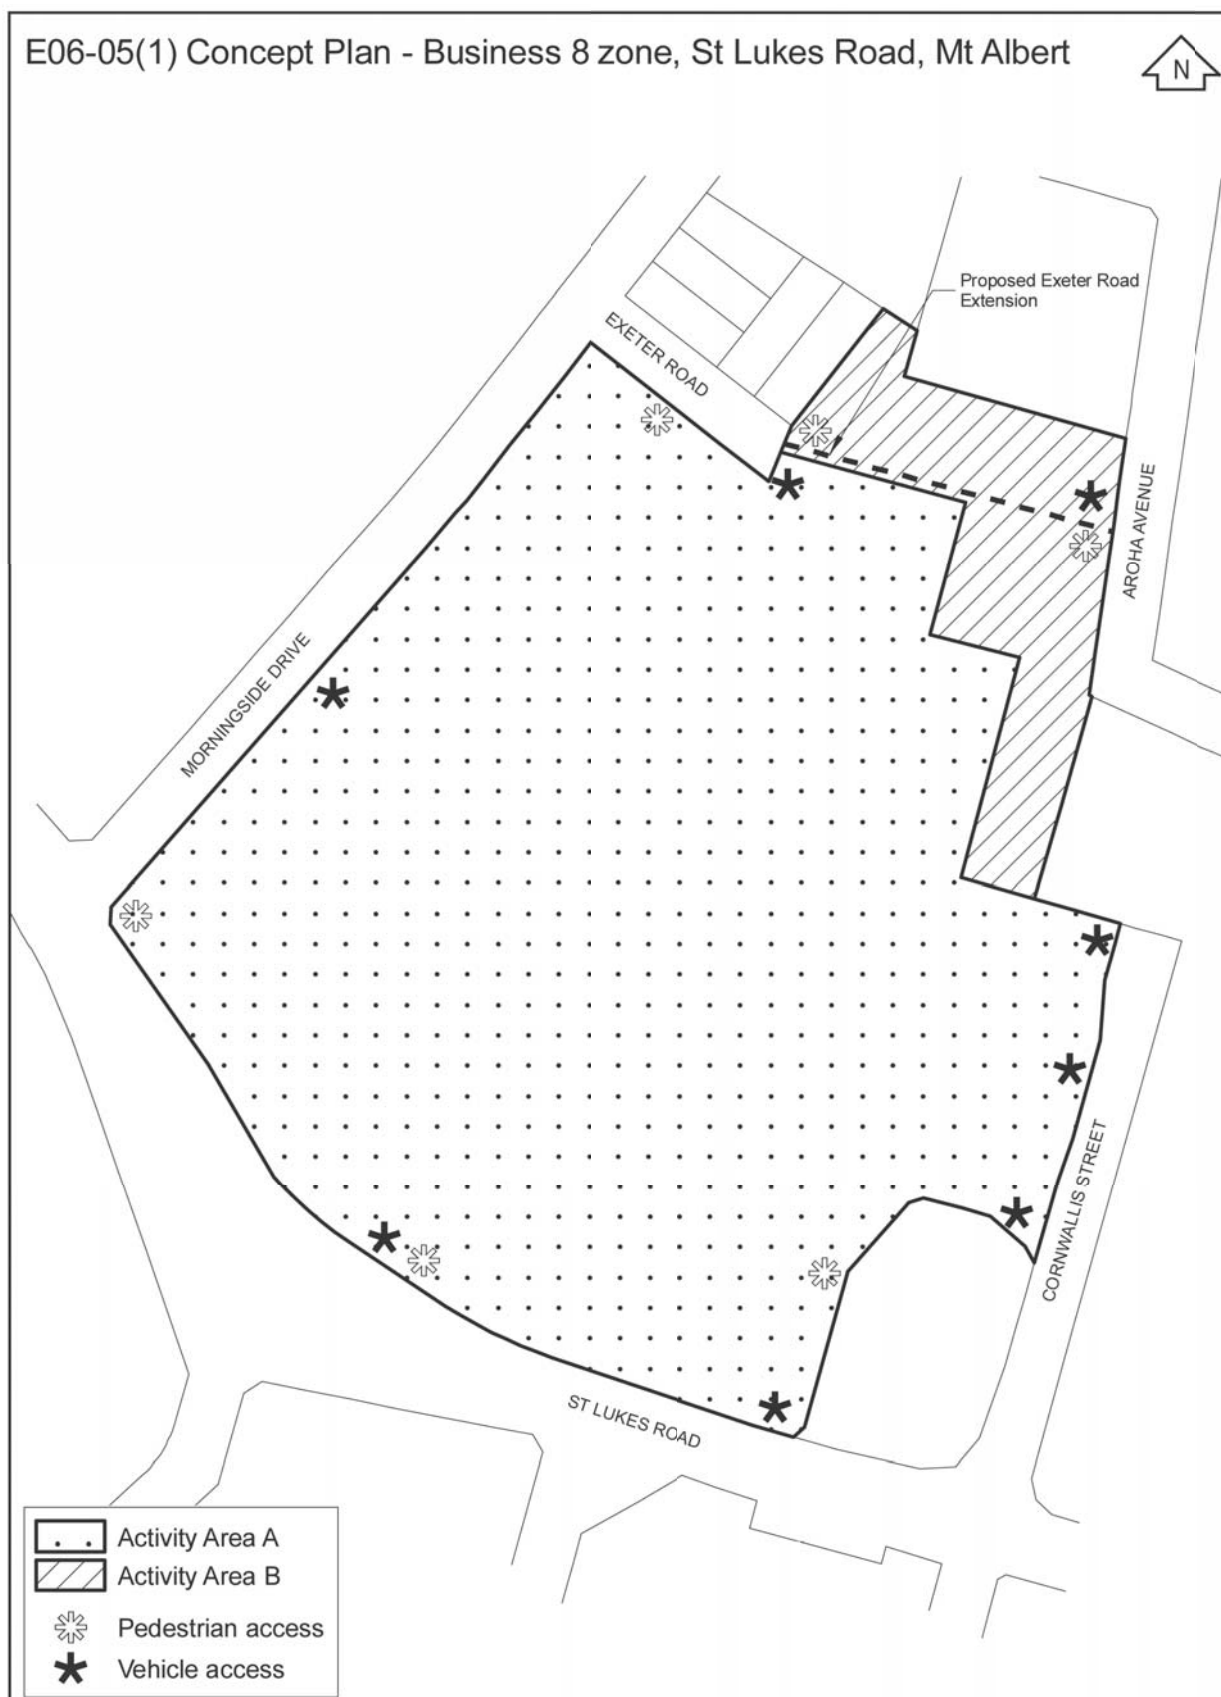 E06-05(1) Concept Plan - Business 8 zone, St Lukes Road, Mt Albert
N
Proposed Exeter Road
Extension
EXETER ROAD
AROHA AVENUE
MORNINGSIDE DRIVE
CORNWALLIS STREET
ST LUKES ROAD
Activity Area A
Activity Area B
Pedestrian access
Vehicle access